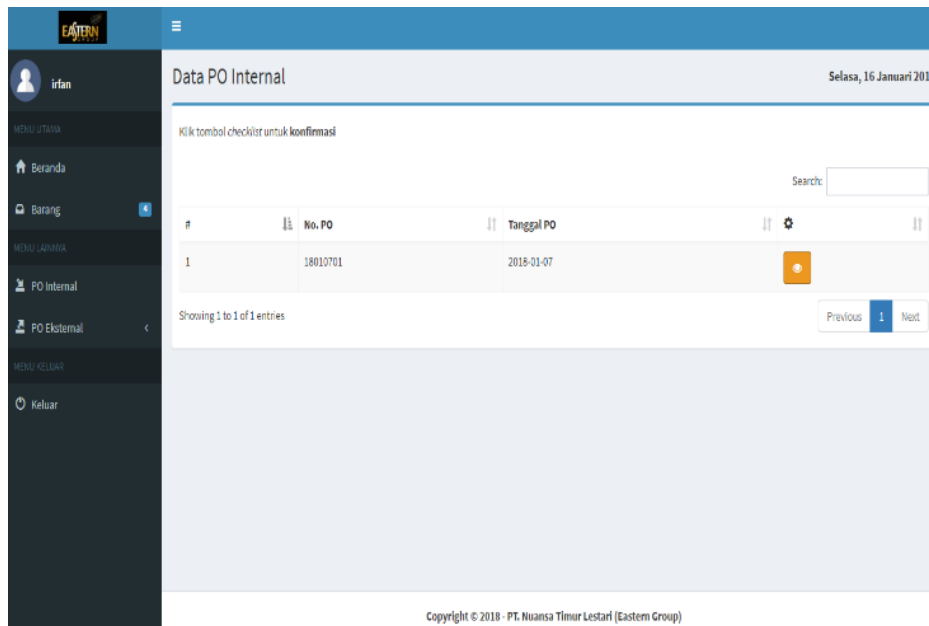 EASTERN
GROUP
irfan
MENU UTAMA
Beranda
Barang 4
MENU LAINNYA
PO Internal
PO Eksternal
MENU KELUAR
Keluar
Data PO Internal
Selasa, 16 Januari 201
Klik tombol checklist untuk konfirmasi
Search:
# No. PO Tanggal PO
1 18010701 2018-01-07
Showing 1 to 1 of 1 entries
Previous 1 Next
Copyright © 2018 - PT. Nuansa Timur Lestari (Eastern Group)